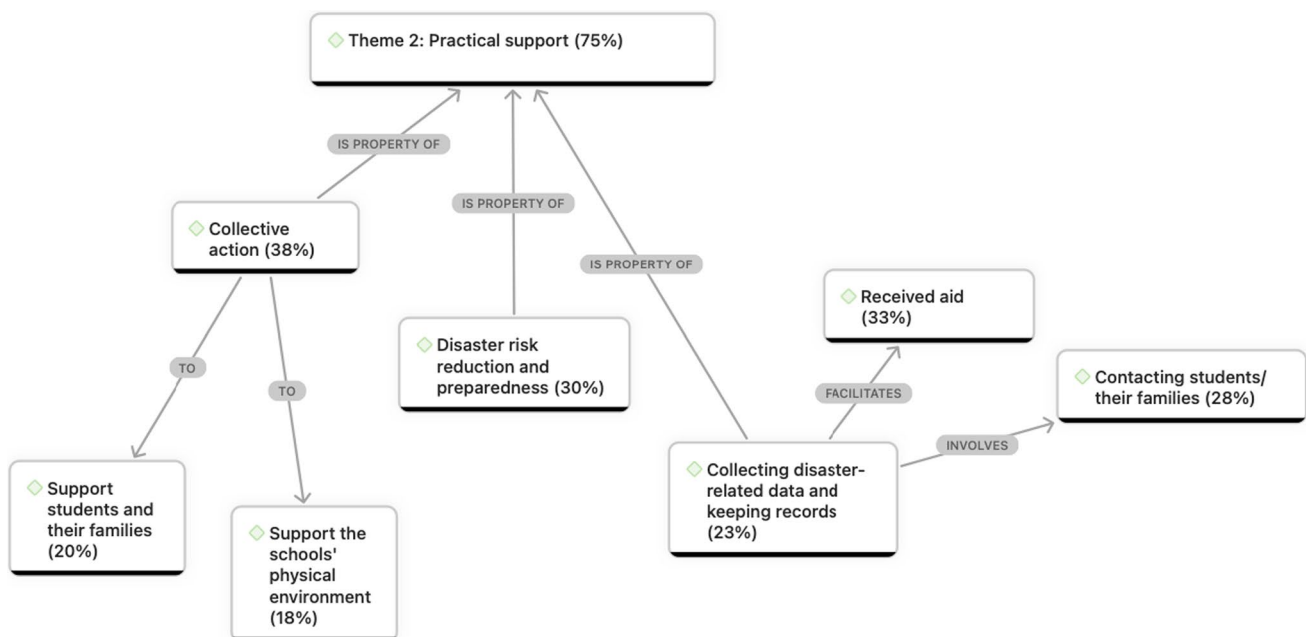 Theme 2: Practical support (75%)
IS PROPERTY OF
IS PROPERTY OF
IS PROPERTY OF
Collective
action (38%)
Disaster risk
reduction and
preparedness (30%)
Received aid
(33%)
Contacting students/
their families (28%)
TO
TO
FACILITATES
INVOLVES
Collecting disaster-
related data and
keeping records
(23%)
Support
students and
their families
(20%)
Support the
schools'
physical
environment
(18%)